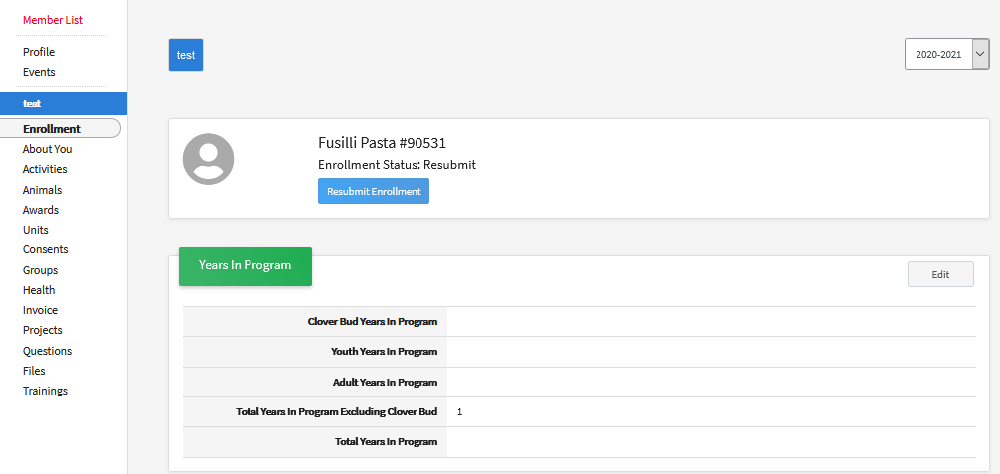 Member List
Profile
Events
test
Enrollment
About You
Activities
Animals
Awards
Units
Consents
Groups
Health
Invoice
Projects
Questions
Files
Trainings
test
2020-2021
Fusilli Pasta #90531
Enrollment Status: Resubmit
Resubmit Enrollment
Years In Program
Edit
Clover Bud Years In Program
Youth Years In Program
Adult Years In Program
Total Years In Program Excluding Clover Bud 1
Total Years In Program